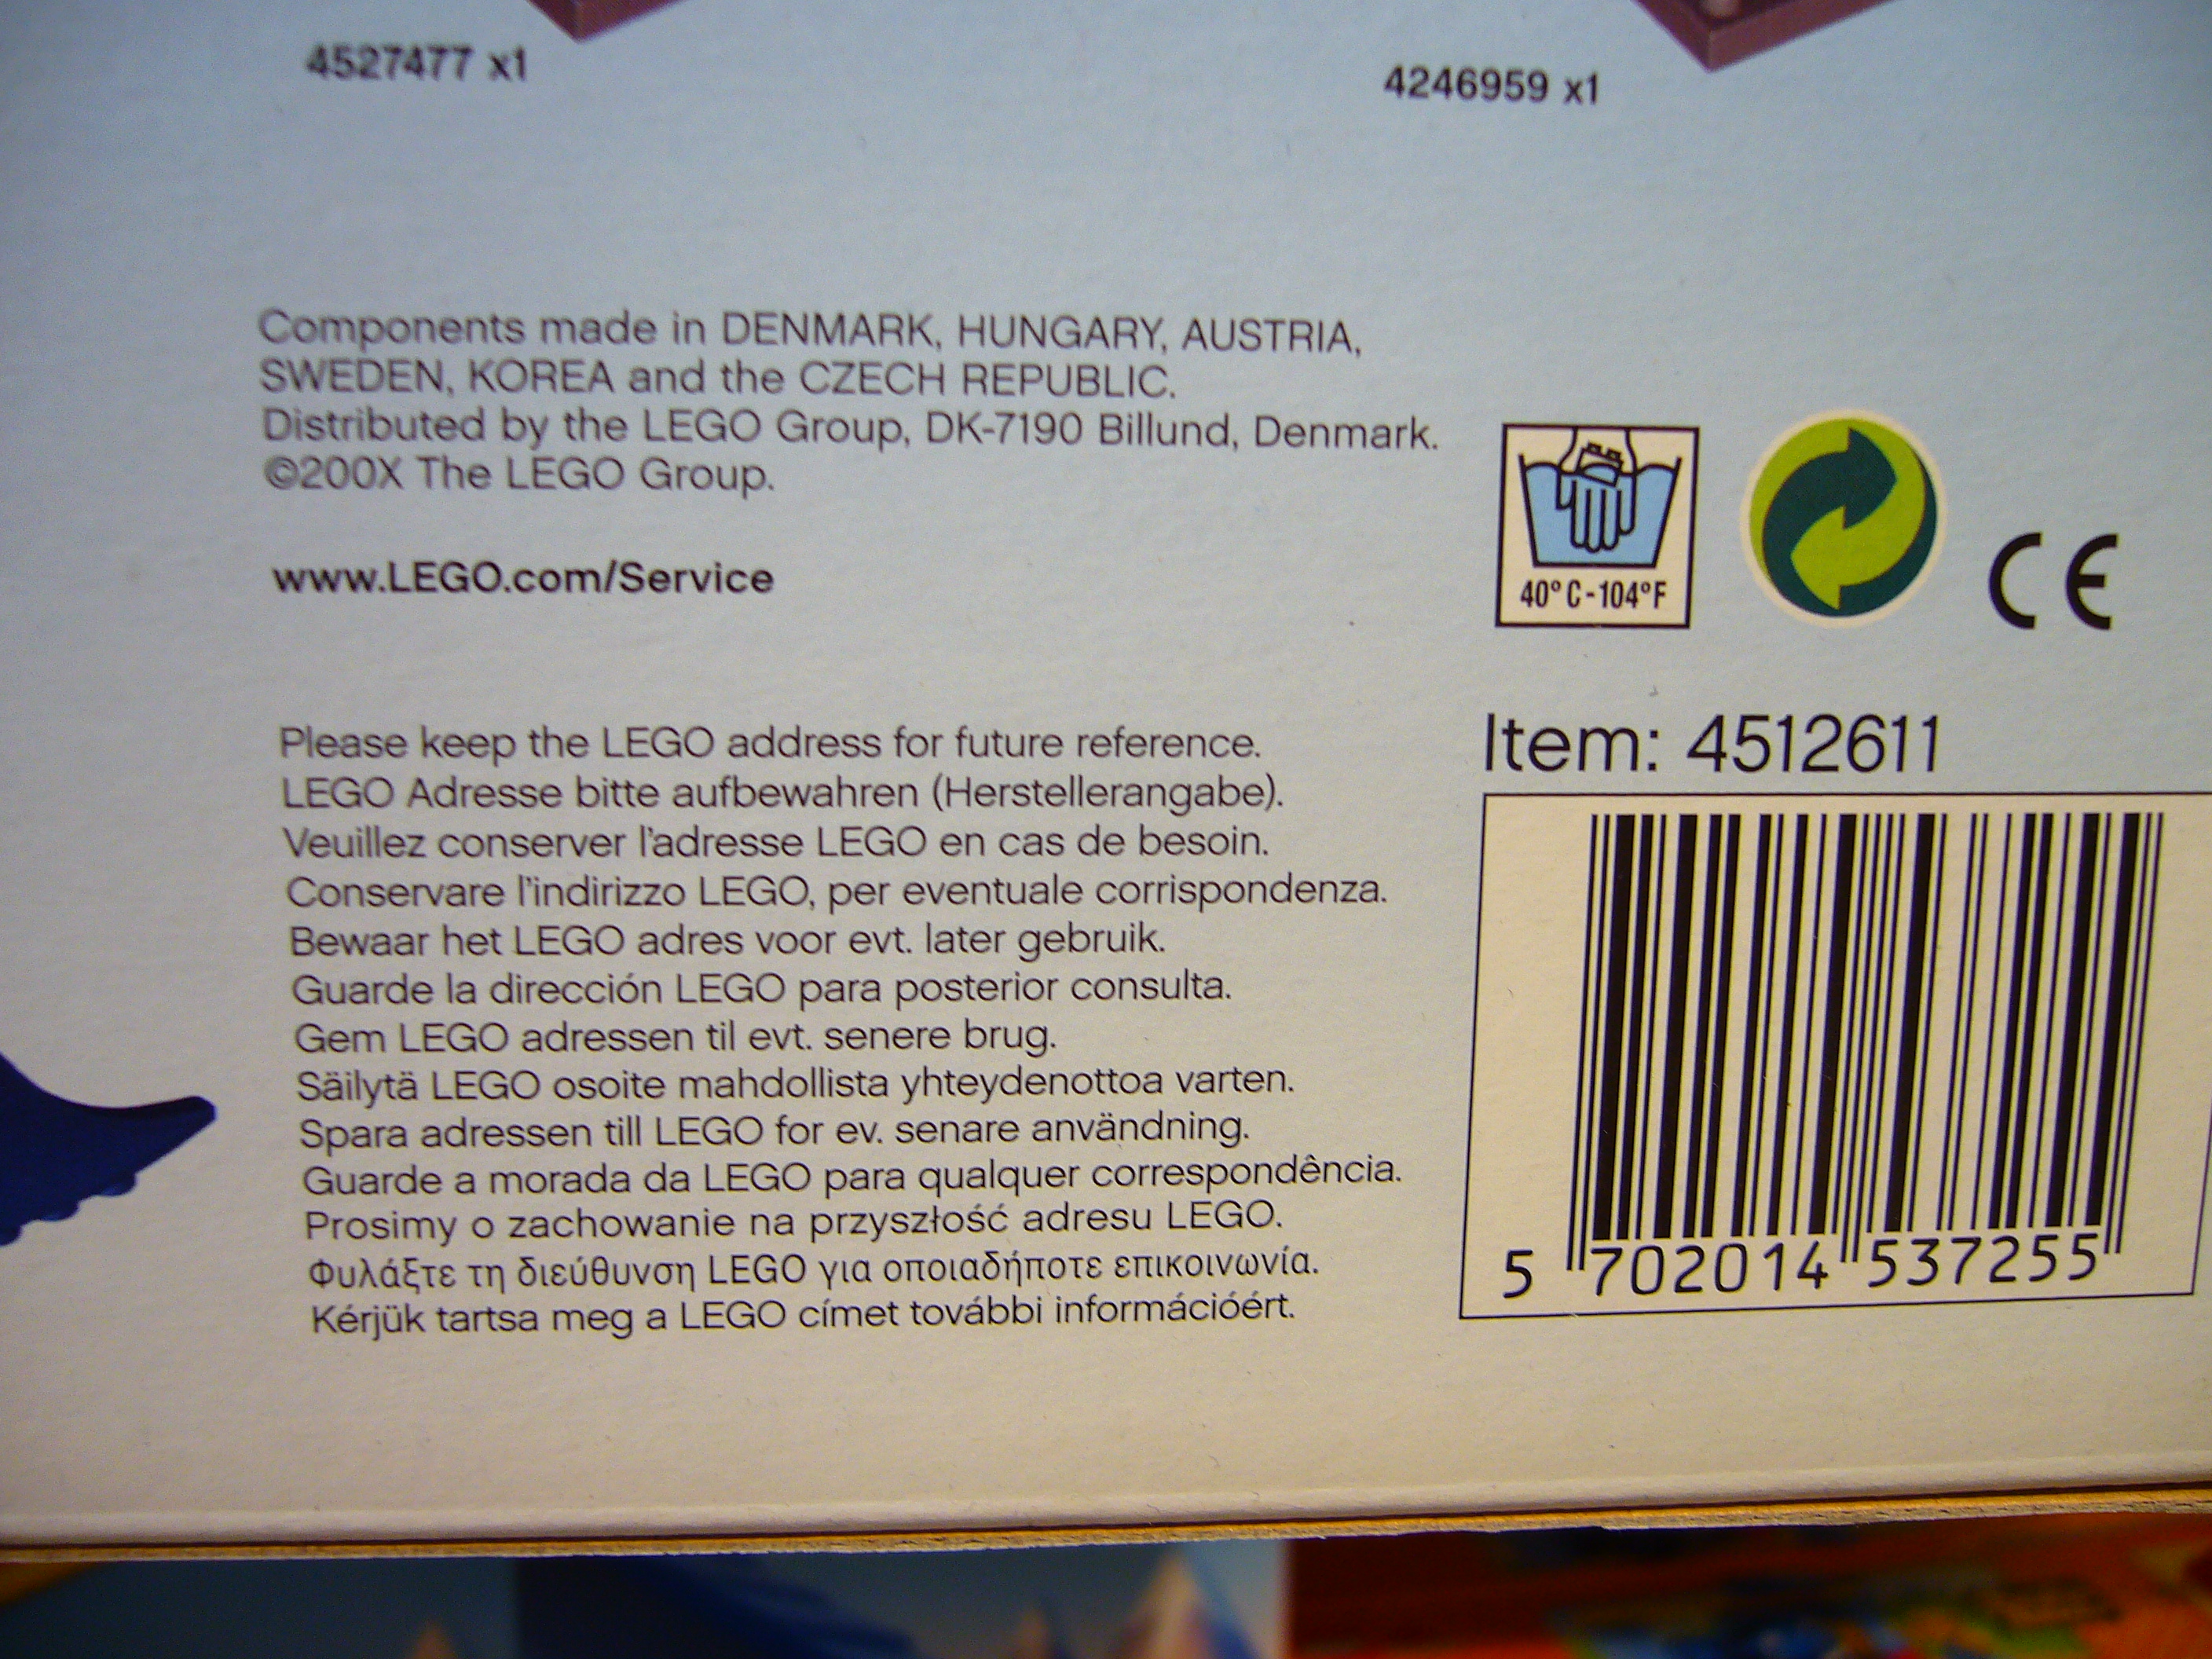 4527477 x1
4246959 x1
Components made in DENMARK, HUNGARY, AUSTRIA,
SWEDEN, KOREA and the CZECH REPUBLIC.
Distributed by the LEGO Group, DK-7190 Billund, Denmark.
©200X The LEGO Group.
www.LEGO.com/Service
40°C-104°F
CE
Please keep the LEGO address for future reference.
LEGO Adresse bitte aufbewahren (Herstellerangabe).
Veuillez conserver l'adresse LEGO en cas de besoin.
Conservare l'indirizzo LEGO, per eventuale corrispondenza.
Bewaar het LEGO adres voor evt. later gebruik.
Guarde la dirección LEGO para posterior consulta.
Gem LEGO adressen til evt. senere brug.
Säilytä LEGO osoite mahdollista yhteydenottoa varten.
Spara adressen till LEGO for ev. senare användning.
Guarde a morada da LEGO para qualquer correspondência.
Prosimy o zachowanie na przyszłość adresu LEGO.
Φυλάξτε τη διεύθυνση LEGO για οποιαδήποτε επικοινωνία.
Kérjük tartsa meg a LEGO címet további információért.
Item: 4512611
5 702014 537255